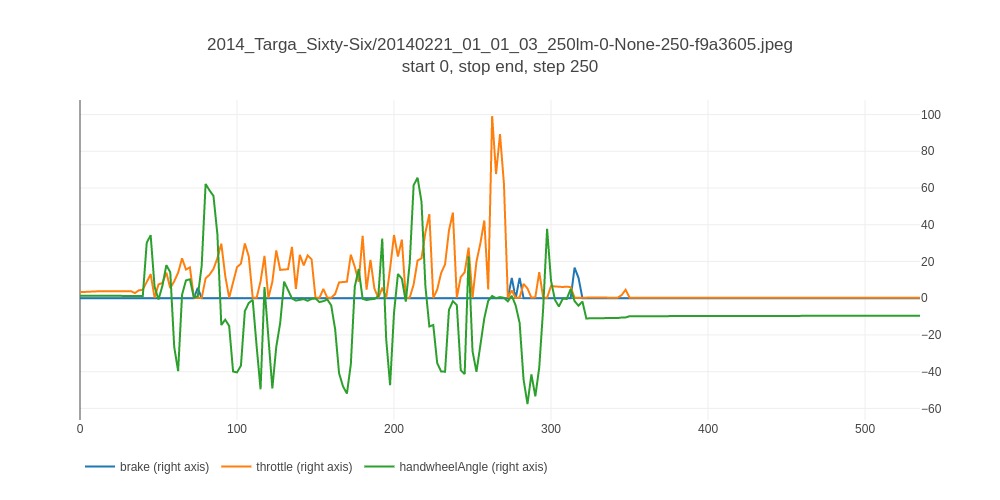 2014_Targa_Sixty-Six/20140221_01_01_03_250lm-0-None-250-f9a3605.jpeg
start 0, stop end, step 250
100
80
60
40
20
0
−20
−40
−60
0 100 200 300 400 500
brake (right axis) throttle (right axis) handwheelAngle (right axis)